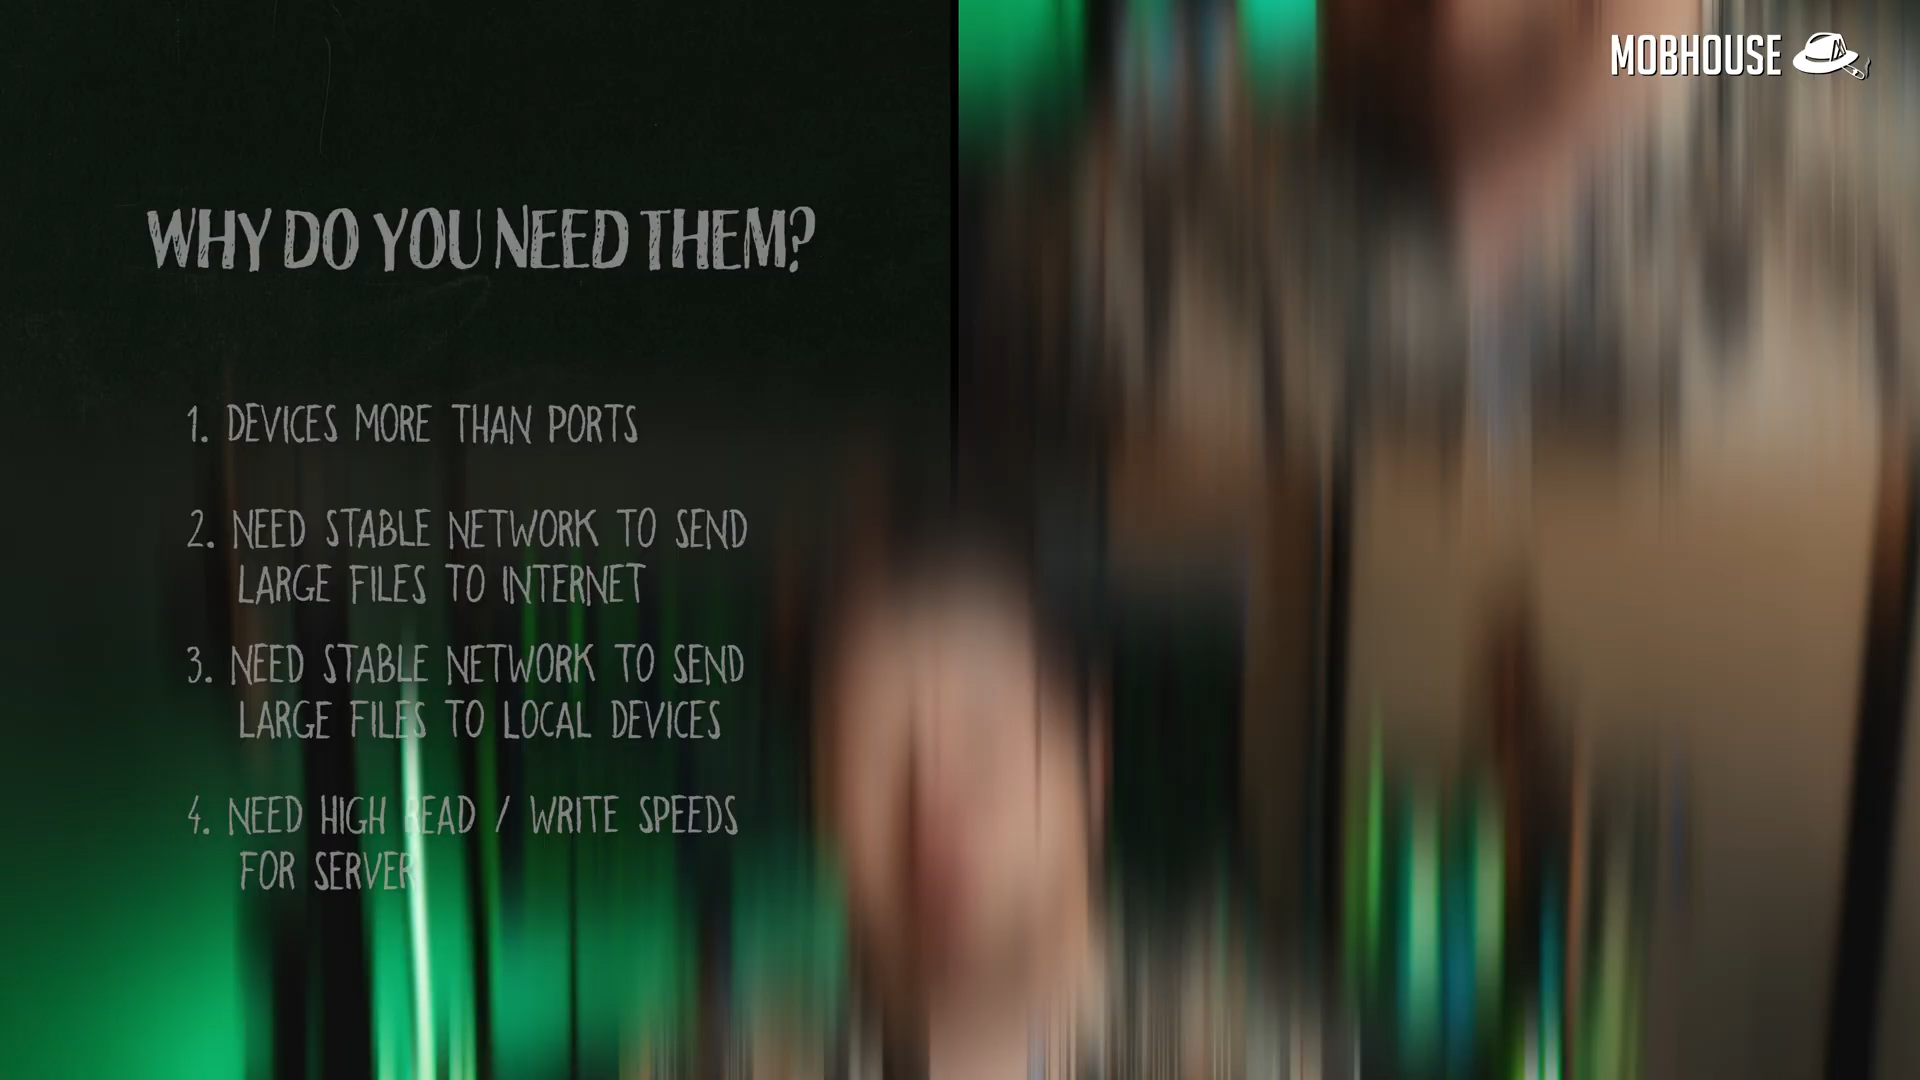 MOBHOUSE
WHY DO YOU NEED THEM?
1. DEVICES MORE THAN PORTS
2. NEED STABLE NETWORK TO SEND
LARGE FILES TO INTERNET
3. NEED STABLE NETWORK TO SEND
LARGE FILES TO LOCAL DEVICES
4. NEED HIGH READ / WRITE SPEEDS
FOR SERVER